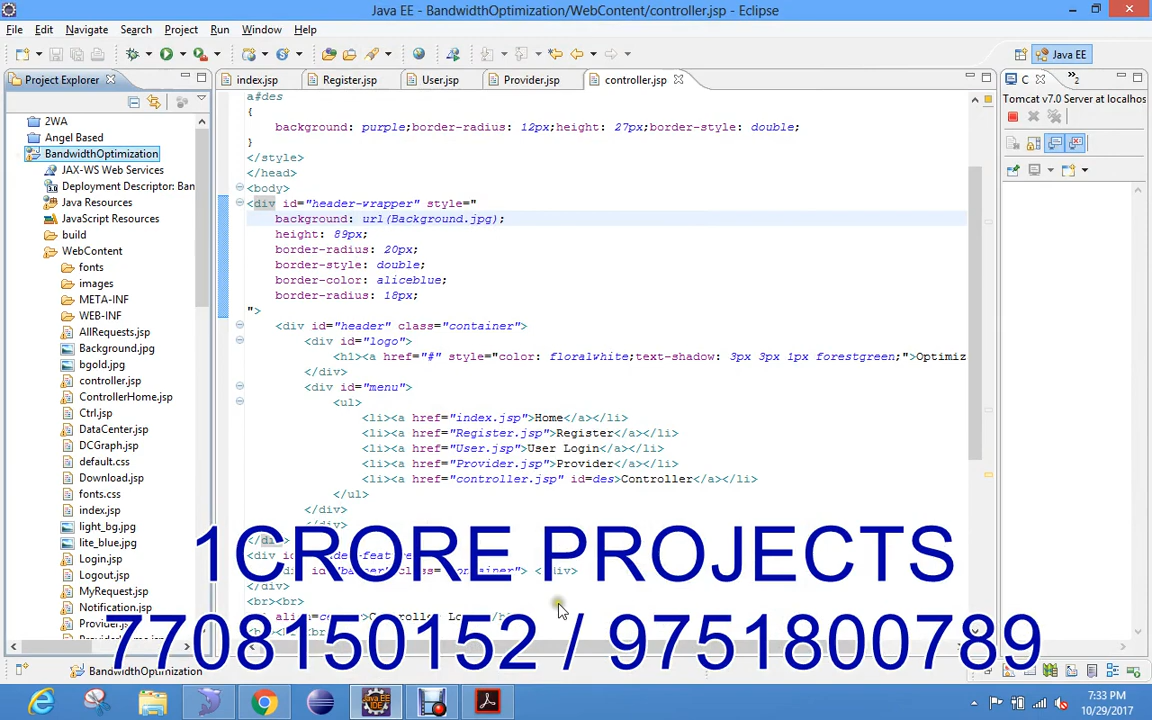 Java EE - BandwidthOptimization/WebContent/controller.jsp - Eclipse
File Edit Navigate Search Project Run Window Help
Java EE
Project Explorer
index.jsp Register.jsp User.jsp Provider.jsp controller.jsp
C
2
Tomcat v7.0 Server at localhos
2WA
Angel Based
BandwidthOptimization
JAX-WS Web Services
Deployment Descriptor: Ban
Java Resources
JavaScript Resources
build
WebContent
fonts
images
META-INF
WEB-INF
AllRequests.jsp
Background.jpg
bgold.jpg
controller.jsp
ControllerHome.jsp
Ctrl.jsp
DataCenter.jsp
DCGraph.jsp
default.css
Download.jsp
fonts.css
index.jsp
light_bg.jpg
lite_blue.jpg
Login.jsp
Logout.jsp
MyRequest.jsp
Notification.jsp
a#des
{
background: purple;border-radius: 12px;height: 27px;border-style: double;
}
</style>
</head>
<body>
<div id="header-wrapper" style="
background: url(Background.jpg);
height: 89px;
border-radius: 20px;
border-style: double;
border-color: aliceblue;
border-radius: 18px;
">
<div id="header" class="container">
<div id="logo">
<h1><a href="#" style="color: floralwhite;text-shadow: 3px 3px 1px forestgreen;">Optimiz
</div>
<div id="menu">
<ul>
<li><a href="index.jsp">Home</a></li>
<li><a href="Register.jsp">Register</a></li>
<li><a href="User.jsp">User Login</a></li>
<li><a href="Provider.jsp">Provider</a></li>
<li><a href="controller.jsp" id=des>Controller</a></li>
</ul>
</div>
</div>
</div>
<br><br>
1CRORE PROJECTS
7708150152 / 9751800789
BandwidthOptimization
7:33 PM
10/29/2017